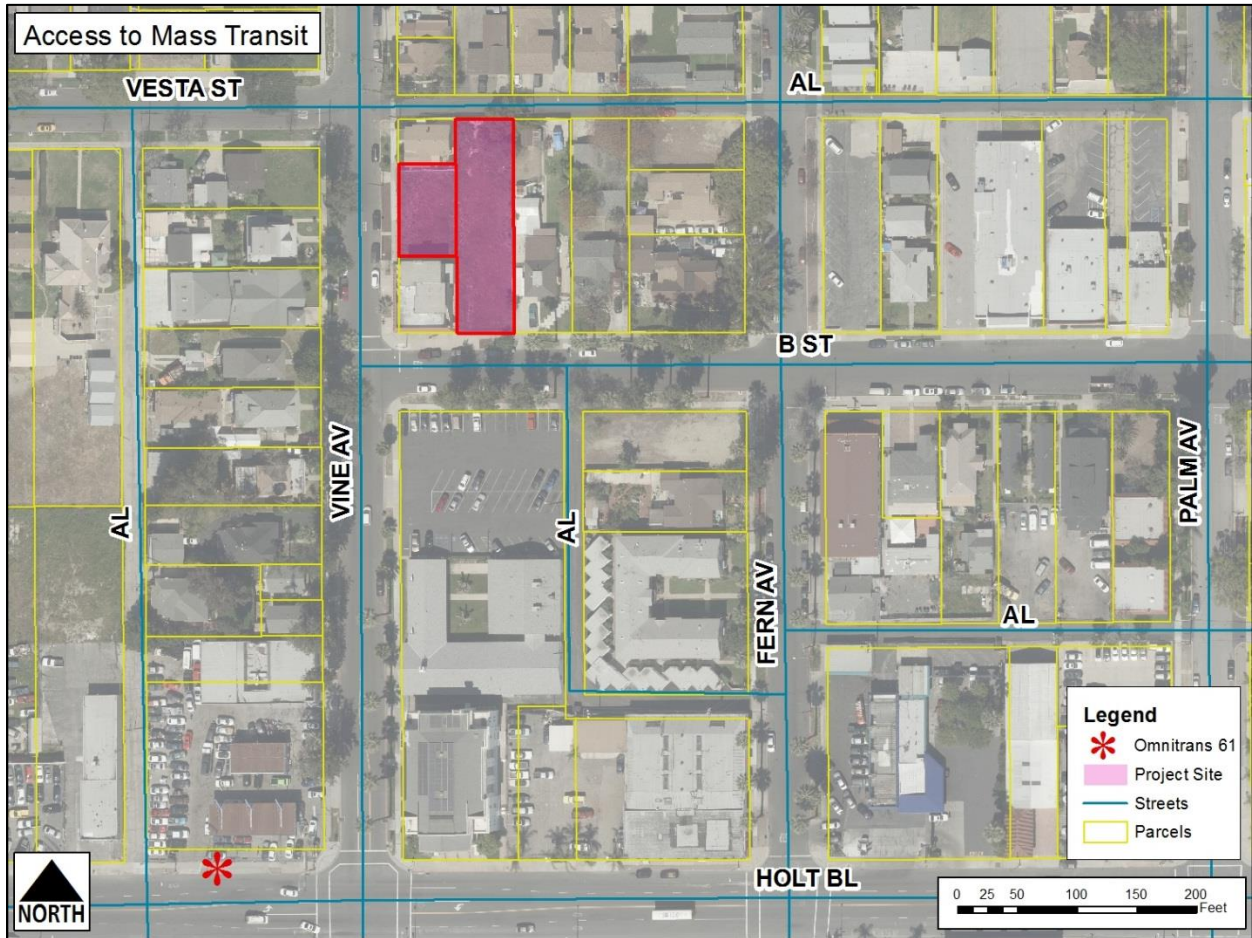 Access to Mass Transit
VESTA ST
AL
B ST
VINE AV
AL
AL
FERN AV
PALM AV
AL
Legend
Omnitrans 61
Project Site
Streets
Parcels
HOLT BL
NORTH
0 25 50 100 150 200
Feet